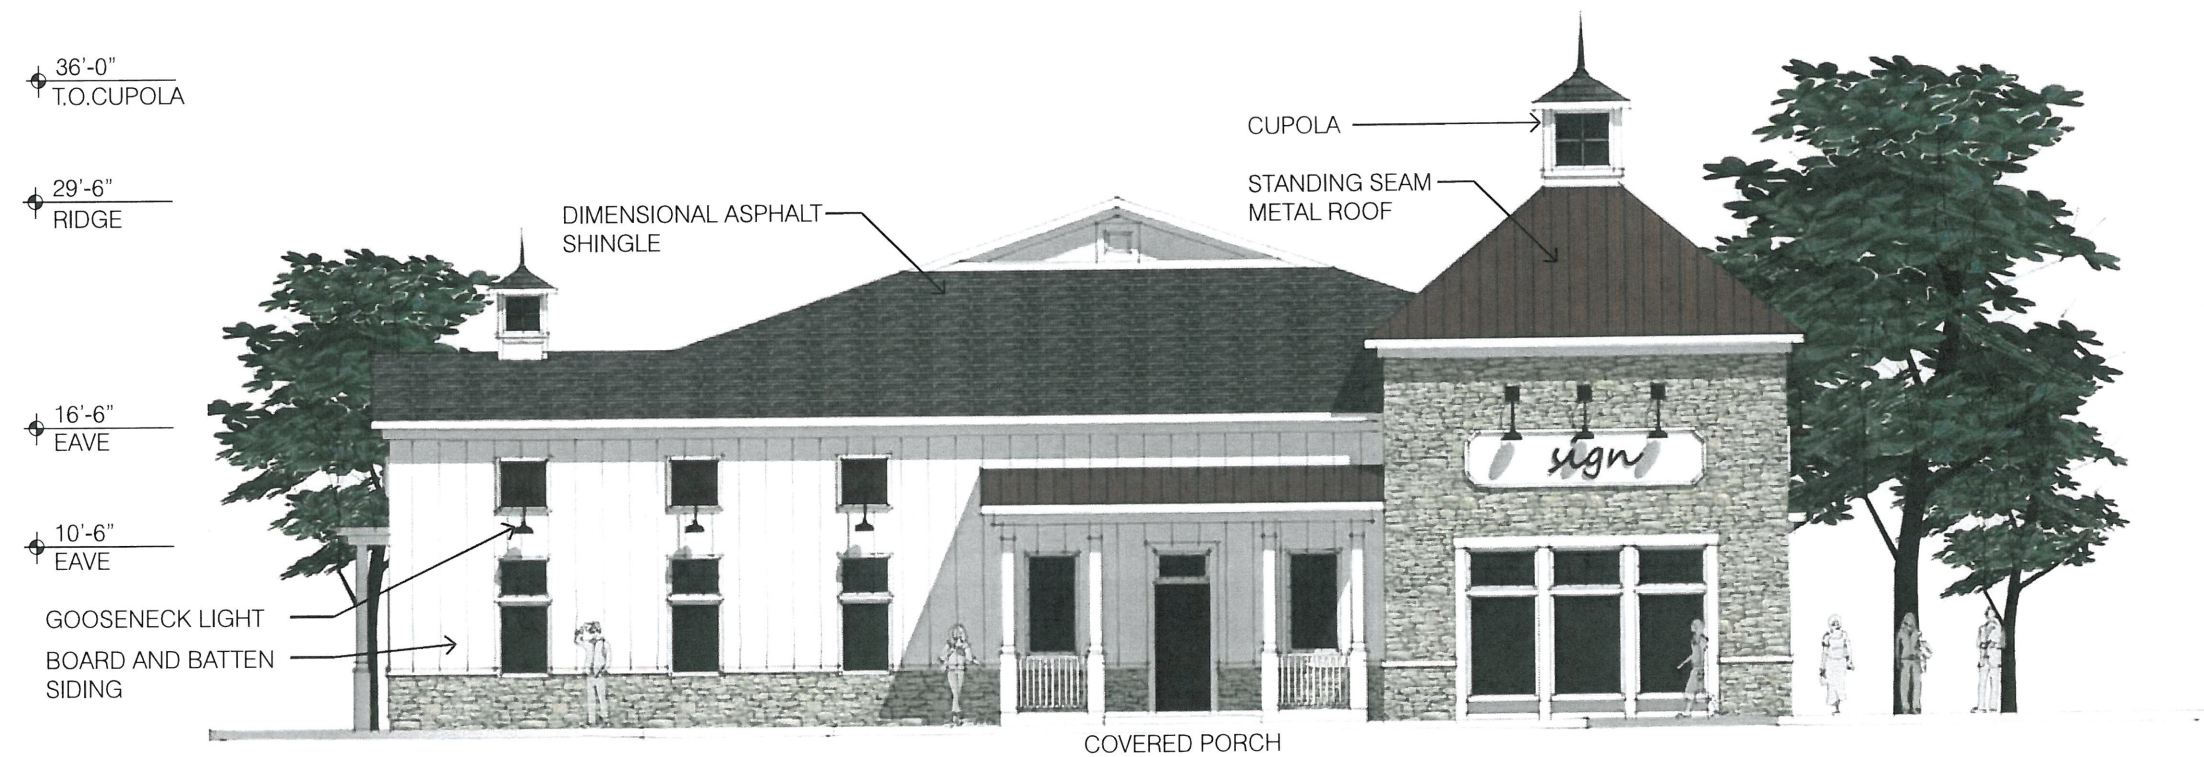 36'-0"
T.O.CUPOLA
29'-6"
RIDGE
16'-6"
EAVE
10'-6"
EAVE
GOOSENECK LIGHT
BOARD AND BATTEN
SIDING
DIMENSIONAL ASPHALT
SHINGLE
CUPOLA
STANDING SEAM
METAL ROOF
sign
COVERED PORCH